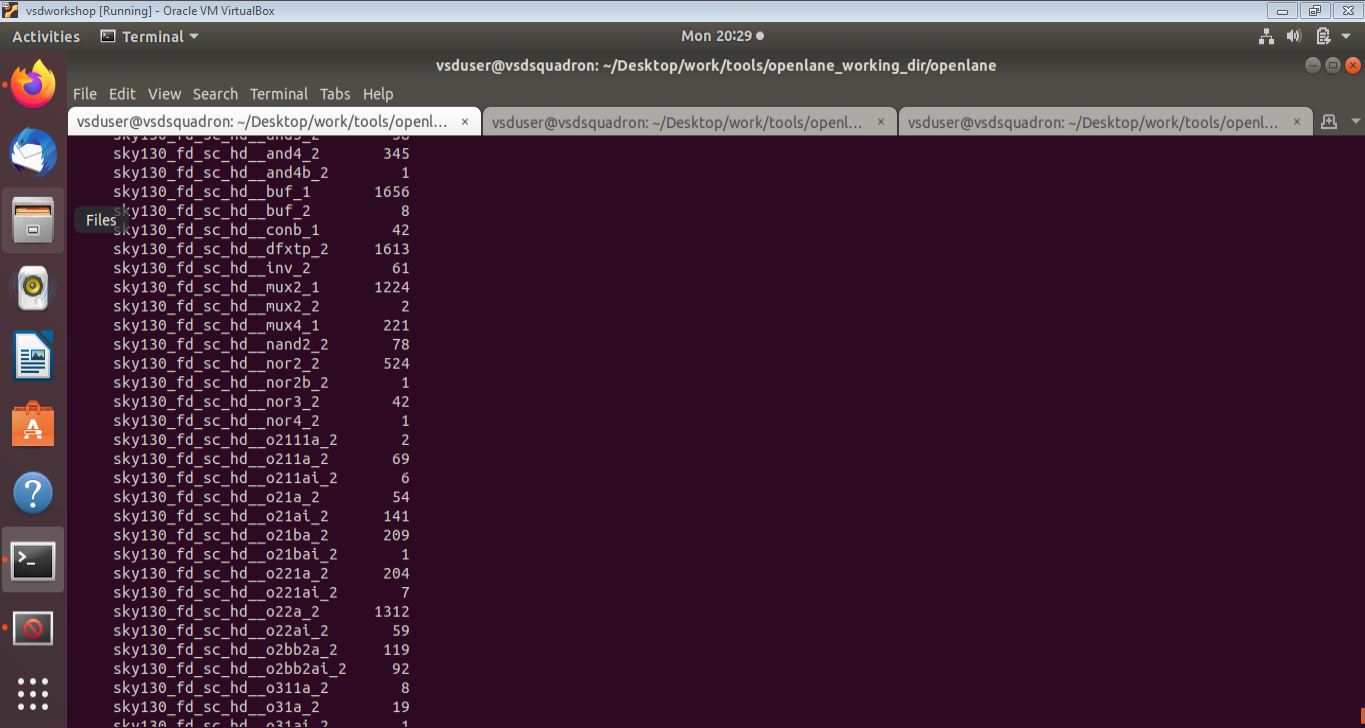 vsdworkshop [Running] - Oracle VM VirtualBox
Activities Terminal Mon 20:29
vsduser@vsdsquadron: ~/Desktop/work/tools/openlane_working_dir/openlane
File Edit View Search Terminal Tabs Help
vsduser@vsdsquadron: ~/Desktop/work/tools/openl... × vsduser@vsdsquadron: ~/Desktop/work/tools/openl... × vsduser@vsdsquadron: ~/Desktop/work/tools/openl... ×
sky130_fd_sc_hd__and4_2 345
sky130_fd_sc_hd__and4b_2 1
sky130_fd_sc_hd__buf_1 1656
sky130_fd_sc_hd__buf_2 8
Files
sky130_fd_sc_hd__conb_1 42
sky130_fd_sc_hd__dfxtp_2 1613
sky130_fd_sc_hd__inv_2 61
sky130_fd_sc_hd__mux2_1 1224
sky130_fd_sc_hd__mux2_2 2
sky130_fd_sc_hd__mux4_1 221
sky130_fd_sc_hd__nand2_2 78
sky130_fd_sc_hd__nor2_2 524
sky130_fd_sc_hd__nor2b_2 1
sky130_fd_sc_hd__nor3_2 42
sky130_fd_sc_hd__nor4_2 1
sky130_fd_sc_hd__o2111a_2 2
sky130_fd_sc_hd__o211a_2 69
sky130_fd_sc_hd__o211ai_2 6
sky130_fd_sc_hd__o21a_2 54
sky130_fd_sc_hd__o21ai_2 141
sky130_fd_sc_hd__o21ba_2 209
sky130_fd_sc_hd__o21bai_2 1
sky130_fd_sc_hd__o221a_2 204
sky130_fd_sc_hd__o221ai_2 7
sky130_fd_sc_hd__o22a_2 1312
sky130_fd_sc_hd__o22ai_2 59
sky130_fd_sc_hd__o2bb2a_2 119
sky130_fd_sc_hd__o2bb2ai_2 92
sky130_fd_sc_hd__o311a_2 8
sky130_fd_sc_hd__o31a_2 19
sky130_fd_sc_hd__o31ai_2 1